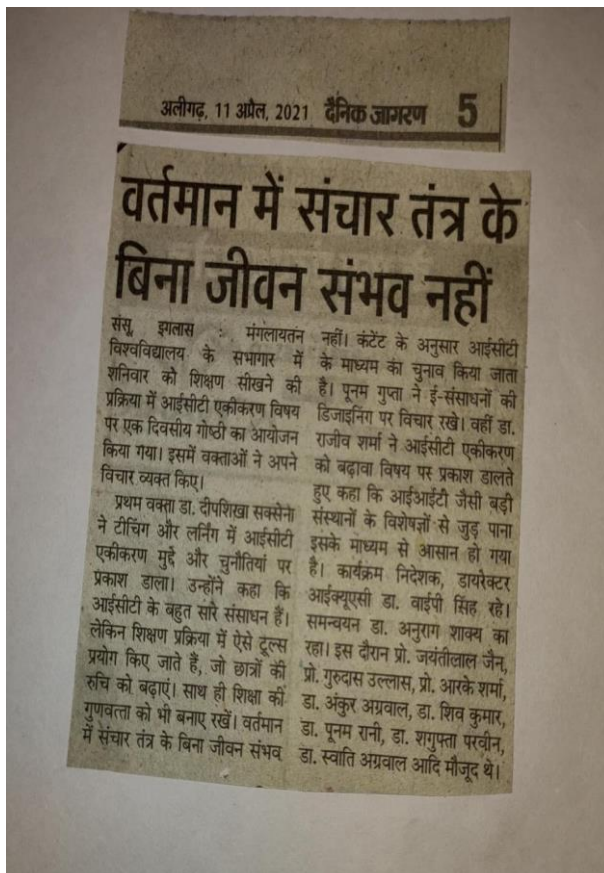 अलीगढ़, 11 अप्रैल, 2021 दैनिक जागरण 5
वर्तमान में संचार तंत्र के
बिना जीवन संभव नहीं
संसू, इगलास : मंगलायतन
विश्वविद्यालय के सभागार में
शनिवार को शिक्षण सीखने की
प्रक्रिया में आईसीटी एकीकरण विषय
पर एक दिवसीय गोष्ठी का आयोजन
किया गया। इसमें वक्ताओं ने अपने
विचार व्यक्त किए।
प्रथम वक्ता डा. दीपशिखा सक्सेना
ने टीचिंग और लर्निंग में आईसीटी
एकीकरण मुद्दे और चुनौतियां पर
प्रकाश डाला। उन्होंने कहा कि
आईसीटी के बहुत सारे संसाधन हैं।
लेकिन शिक्षण प्रक्रिया में ऐसे टूल्स
प्रयोग किए जाते हैं, जो छात्रों की
रुचि को बढ़ाएं। साथ ही शिक्षा की
गुणवत्ता को भी बनाए रखें। वर्तमान
में संचार तंत्र के बिना जीवन संभव
नहीं। कंटेंट के अनुसार आईसीटी
के माध्यम का चुनाव किया जाता
है। पूनम गुप्ता ने ई-संसाधनों की
डिजाइनिंग पर विचार रखे। वहीं डा.
राजीव शर्मा ने आईसीटी एकीकरण
को बढ़ावा विषय पर प्रकाश डालते
हुए कहा कि आईआईटी जैसी बड़ी
संस्थानों के विशेषज्ञों से जुड़ पाना
इसके माध्यम से आसान हो गया
है। कार्यक्रम निदेशक, डायरेक्टर
आईक्यूएसी डा. वाईपी सिंह रहे।
समन्वयन डा. अनुराग शाक्य का
रहा। इस दौरान प्रो. जयंतीलाल जैन,
प्रो. गुरुदास उल्लास, प्रो. आरके शर्मा,
डा. अंकुर अग्रवाल, डा. शिव कुमार,
डा. पूनम रानी, डा. शगुफ्ता परवीन,
डा. स्वाति अग्रवाल आदि मौजूद थे।